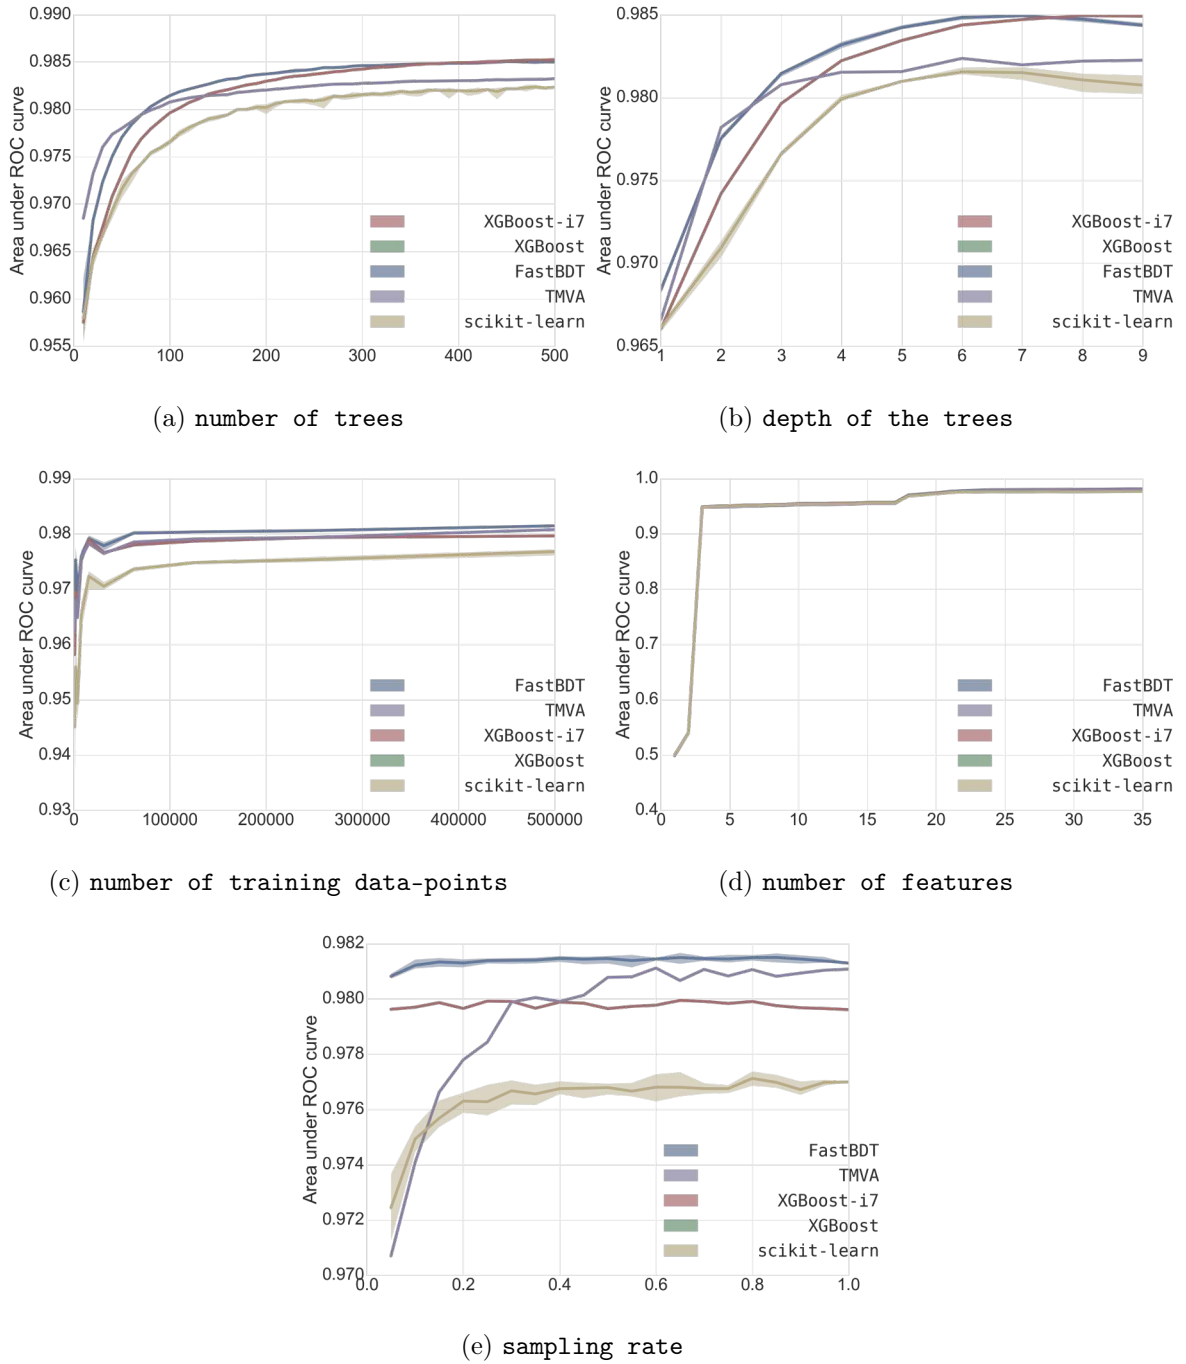 0.990
0.985
0.980
0.975
0.970
0.965
0.960
0.955
Area under ROC curve
XGBoost-i7
XGBoost
FastBDT
TMVA
scikit-learn
0 100 200 300 400 500
(a) number of trees
0.985
0.980
0.975
0.970
0.965
Area under ROC curve
XGBoost-i7
XGBoost
FastBDT
TMVA
scikit-learn
1 2 3 4 5 6 7 8 9
(b) depth of the trees
0.99
0.98
0.97
0.96
0.95
0.94
0.93
Area under ROC curve
FastBDT
TMVA
XGBoost-i7
XGBoost
scikit-learn
0 100000 200000 300000 400000 500000
(c) number of training data-points
1.0
0.9
0.8
0.7
0.6
0.5
0.4
Area under ROC curve
FastBDT
TMVA
XGBoost-i7
XGBoost
scikit-learn
0 5 10 15 20 25 30 35
(d) number of features
0.982
0.980
0.978
0.976
0.974
0.972
0.970
Area under ROC curve
FastBDT
TMVA
XGBoost-i7
XGBoost
scikit-learn
0.0 0.2 0.4 0.6 0.8 1.0
(e) sampling rate